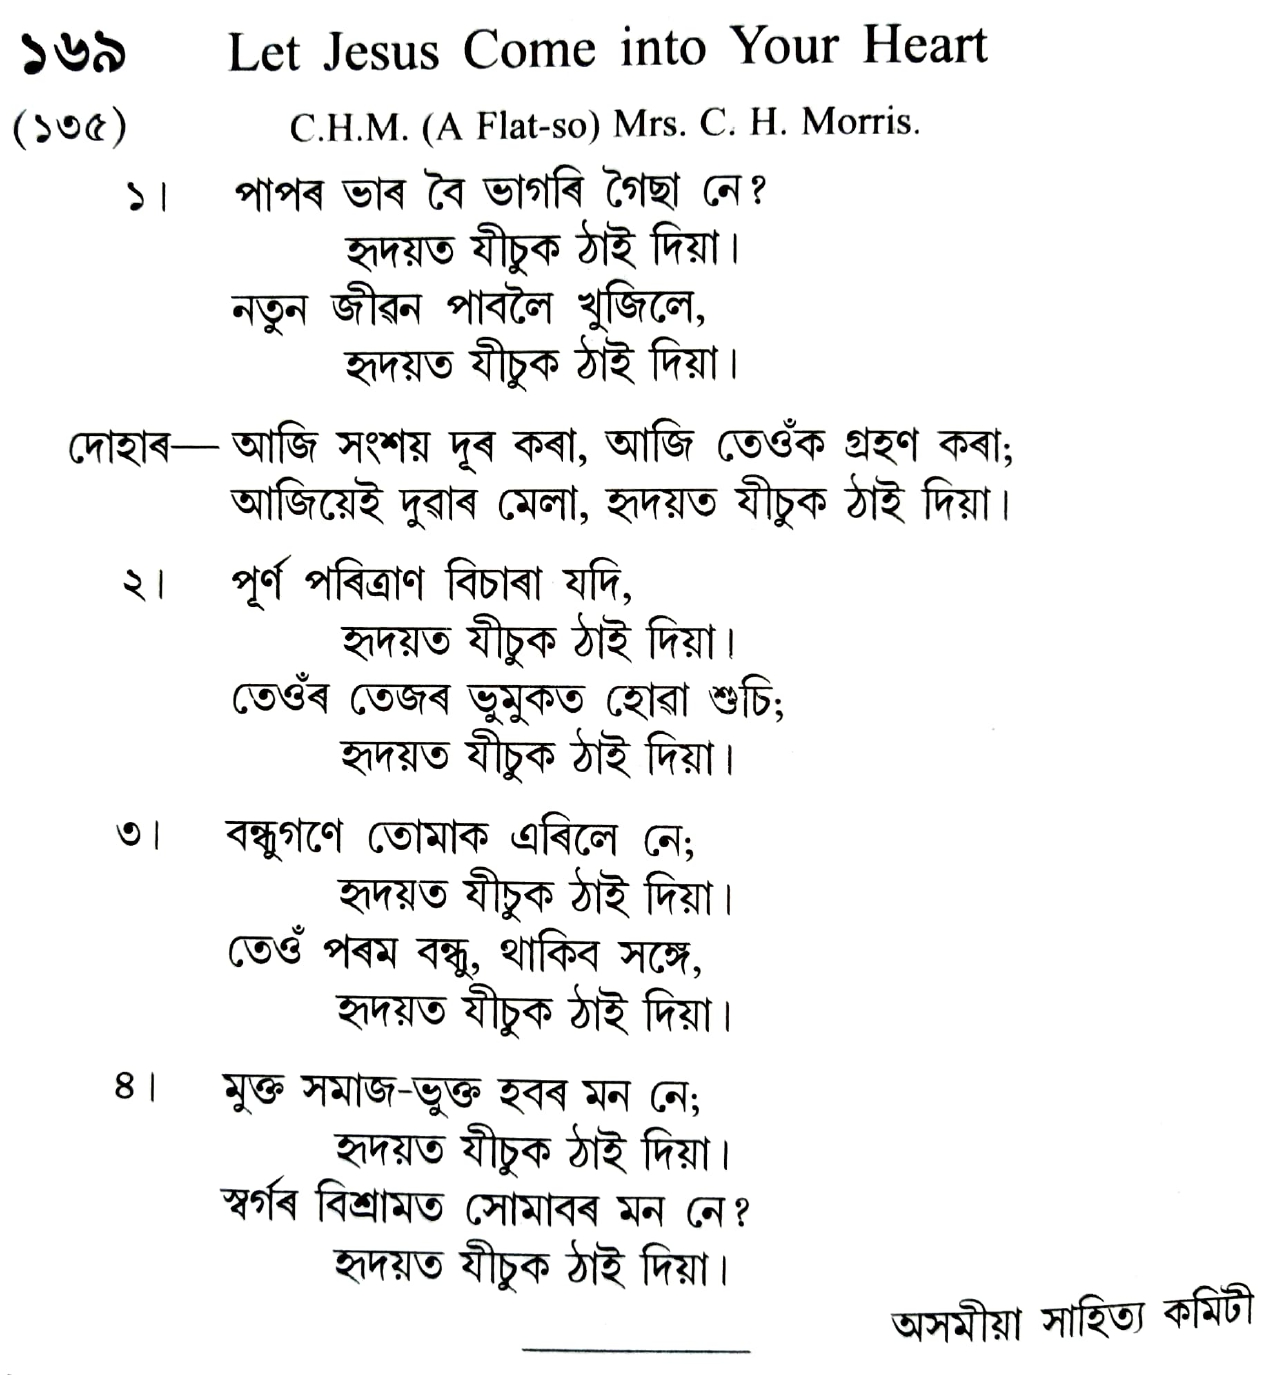 ১৬৯ Let Jesus Come into Your Heart
(১৩৫) C.H.M. (A Flat-so) Mrs. C. H. Morris.
১। পাপৰ ভাৰ বৈ ভাগৰি গৈছা নে?
হৃদয়ত যীচুক ঠাই দিয়া।
নতুন জীৱন পাবলৈ খুজিলে,
হৃদয়ত যীচুক ঠাই দিয়া।
দোহাৰ— আজি সংশয় দূৰ কৰা, আজি তেওঁক গ্ৰহণ কৰা;
আজিয়েই দুৱাৰ মেলা, হৃদয়ত যীচুক ঠাই দিয়া।
২। পূৰ্ণ পৰিত্ৰাণ বিচাৰা যদি,
হৃদয়ত যীচুক ঠাই দিয়া।
তেওঁৰ তেজৰ ভুমুকত হোৱা শুচি;
হৃদয়ত যীচুক ঠাই দিয়া।
৩। বন্ধুগণে তোমাক এৰিলে নে;
হৃদয়ত যীচুক ঠাই দিয়া।
তেওঁ পৰম বন্ধু, থাকিব সঙ্গে,
হৃদয়ত যীচুক ঠাই দিয়া।
৪। মুক্ত সমাজ-ভুক্ত হবৰ মন নে;
হৃদয়ত যীচুক ঠাই দিয়া।
স্বৰ্গৰ বিশ্ৰামত সোমাবৰ মন নে?
হৃদয়ত যীচুক ঠাই দিয়া।
অসমীয়া সাহিত্য কমিটী